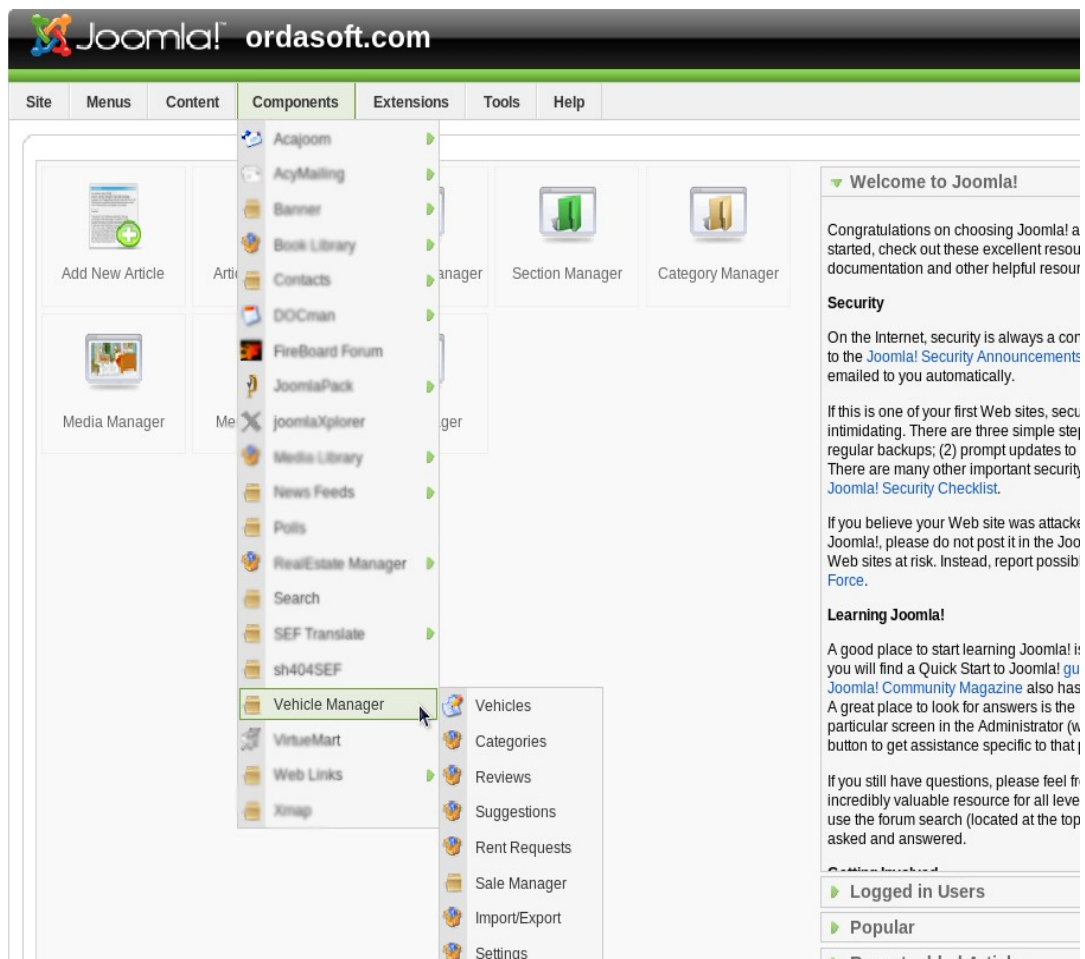 Joomla! ordasoft.com
Site Menus Content Components Extensions Tools Help
Acajoom
AcyMailing
Banner
Book Library
Contacts
DOCman
FireBoard Forum
JoomlaPack
joomlaXplorer
Media Library
News Feeds
Polls
RealEstate Manager
Search
SEF Translate
sh404SEF
Vehicle Manager
VirtueMart
Web Links
Xmap
Vehicles
Categories
Reviews
Suggestions
Rent Requests
Sale Manager
Import/Export
Settings
Add New Article
Section Manager
Category Manager
Media Manager
Welcome to Joomla!
Congratulations on choosing Joomla! a
started, check out these excellent resou
documentation and other helpful resour
Security
On the Internet, security is always a con
to the Joomla! Security Announcements
emailed to you automatically.
If this is one of your first Web sites, secu
intimidating. There are three simple step
regular backups; (2) prompt updates to
There are many other important security
Joomla! Security Checklist.
If you believe your Web site was attacke
Joomla!, please do not post it in the Joo
Web sites at risk. Instead, report possib
Force.
Learning Joomla!
A good place to start learning Joomla! is
you will find a Quick Start to Joomla! gu
Joomla! Community Magazine also has
A great place to look for answers is the
particular screen in the Administrator (w
button to get assistance specific to that p
If you still have questions, please feel fr
incredibly valuable resource for all leve
use the forum search (located at the top
asked and answered.
Getting Involved
Logged in Users
Popular